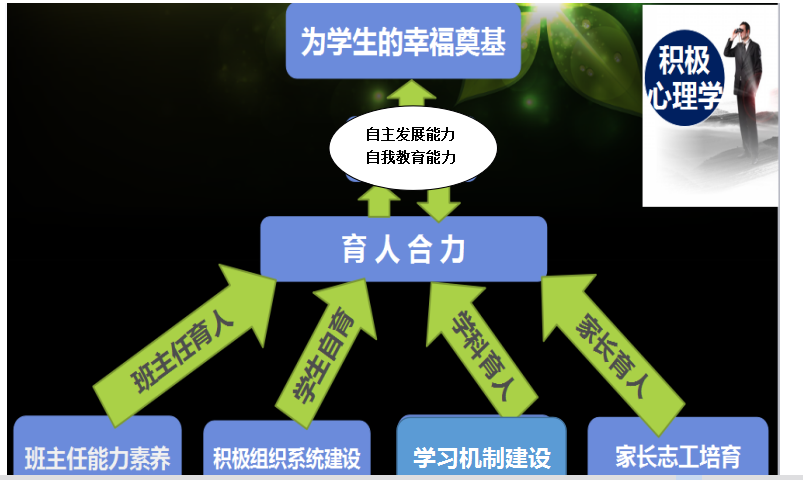 为学生的幸福奠基
积极
心理学
自主发展能力
自我教育能力
育人合力
班主任育人
学生自育
学科育人
家长育人
班主任能力素养
积极组织系统建设
学习机制建设
家长志工培育